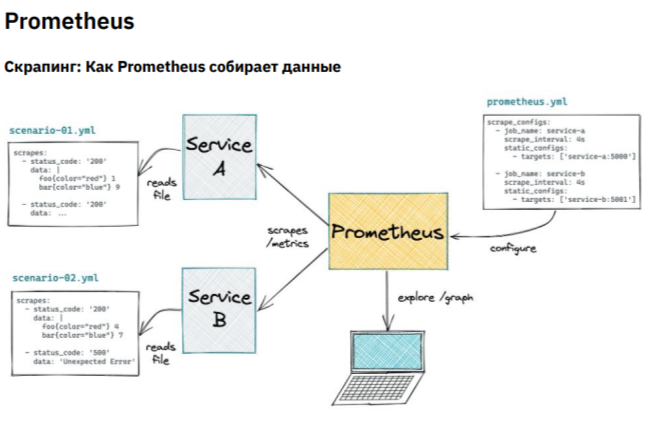 Prometheus
Скрапинг: Как Prometheus собирает данные
prometheus.yml
scrape_configs:
- job_name: service-a
scrape_interval: 4s
static_configs:
- targets: ['service-a:5000']
- job_name: service-b
scrape_interval: 4s
static_configs:
- targets: ['service-b:5001']
configure
scenario-01.yml
scrapes:
- status_code: '200'
data: |
foo{color="red"} 1
bar{color="blue"} 9
- status_code: '200'
data: ...
reads
file
Service
A
scrapes
/metrics
Prometheus
explore /graph
scenario-02.yml
scrapes:
- status_code: '200'
data: |
foo{color="red"} 4
bar{color="blue"} 7
- status_code: '500'
data: 'Unexpected Error'
reads
file
Service
B